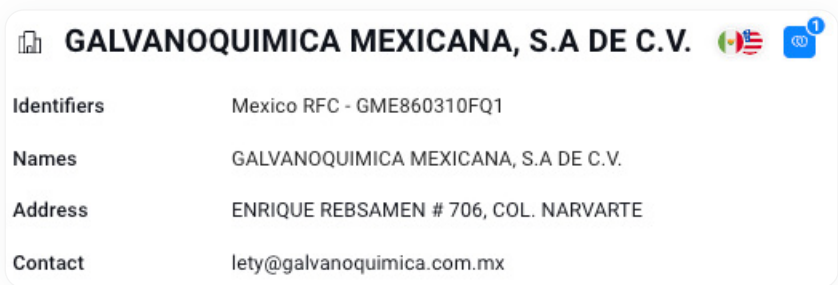 GALVANOQUIMICA MEXICANA, S.A DE C.V. 1
Identifiers Mexico RFC - GME860310FQ1
Names GALVANOQUIMICA MEXICANA, S.A DE C.V.
Address ENRIQUE REBSAMEN # 706, COL. NARVARTE
Contact lety@galvanoquimica.com.mx